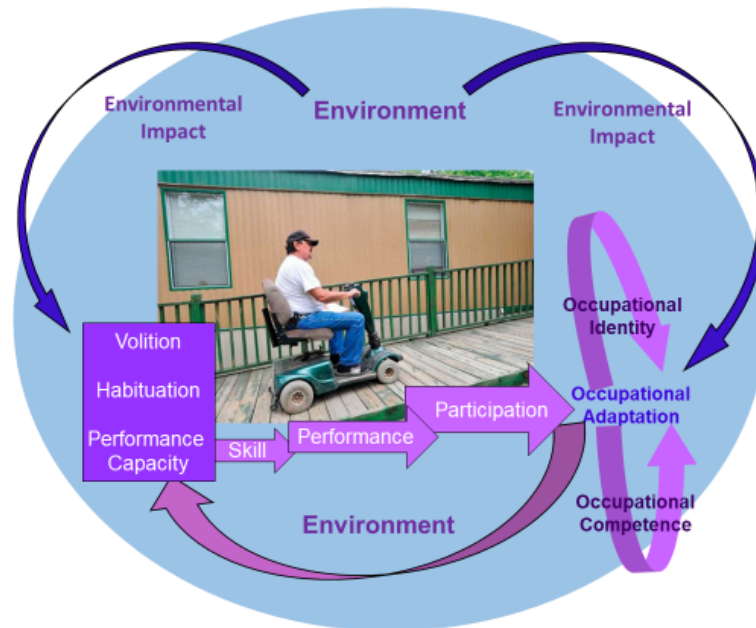 Environment
Environmental
Impact
Environmental
Impact
Volition
Habituation
Performance
Capacity
Skill
Performance
Participation
Occupational
Identity
Occupational
Adaptation
Occupational
Competence
Environment